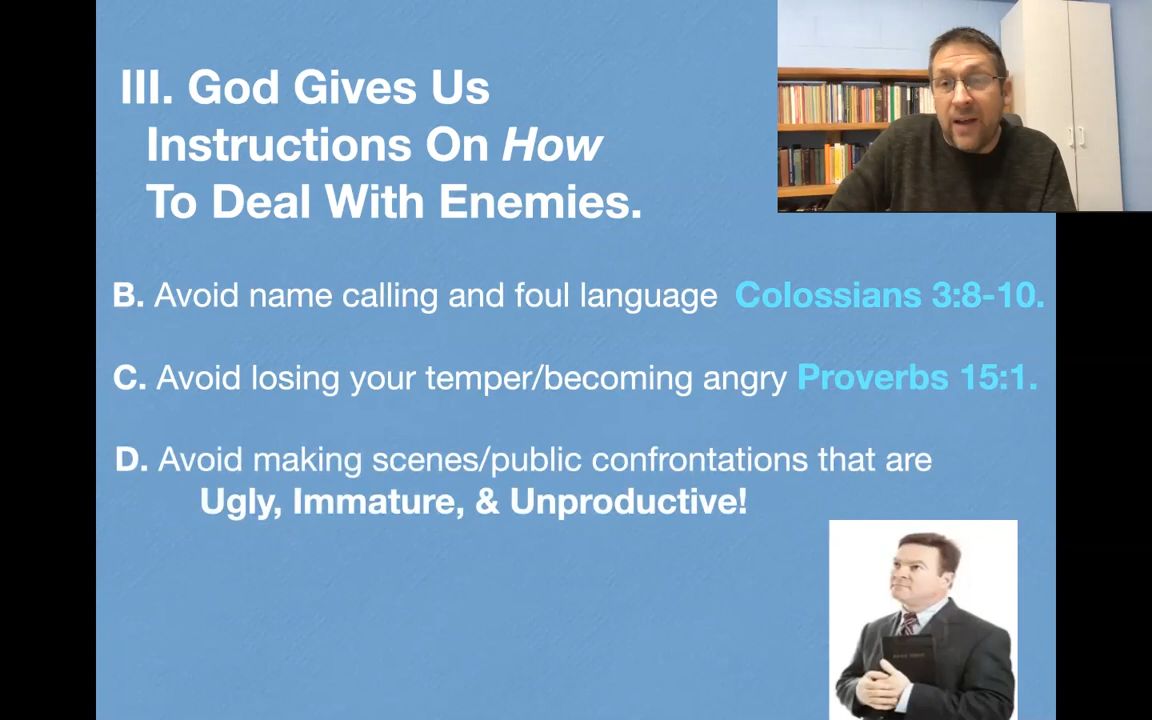 III. God Gives Us
Instructions On How
To Deal With Enemies.
B. Avoid name calling and foul language Colossians 3:8-10.
C. Avoid losing your temper/becoming angry Proverbs 15:1.
D. Avoid making scenes/public confrontations that are
Ugly, Immature, & Unproductive!